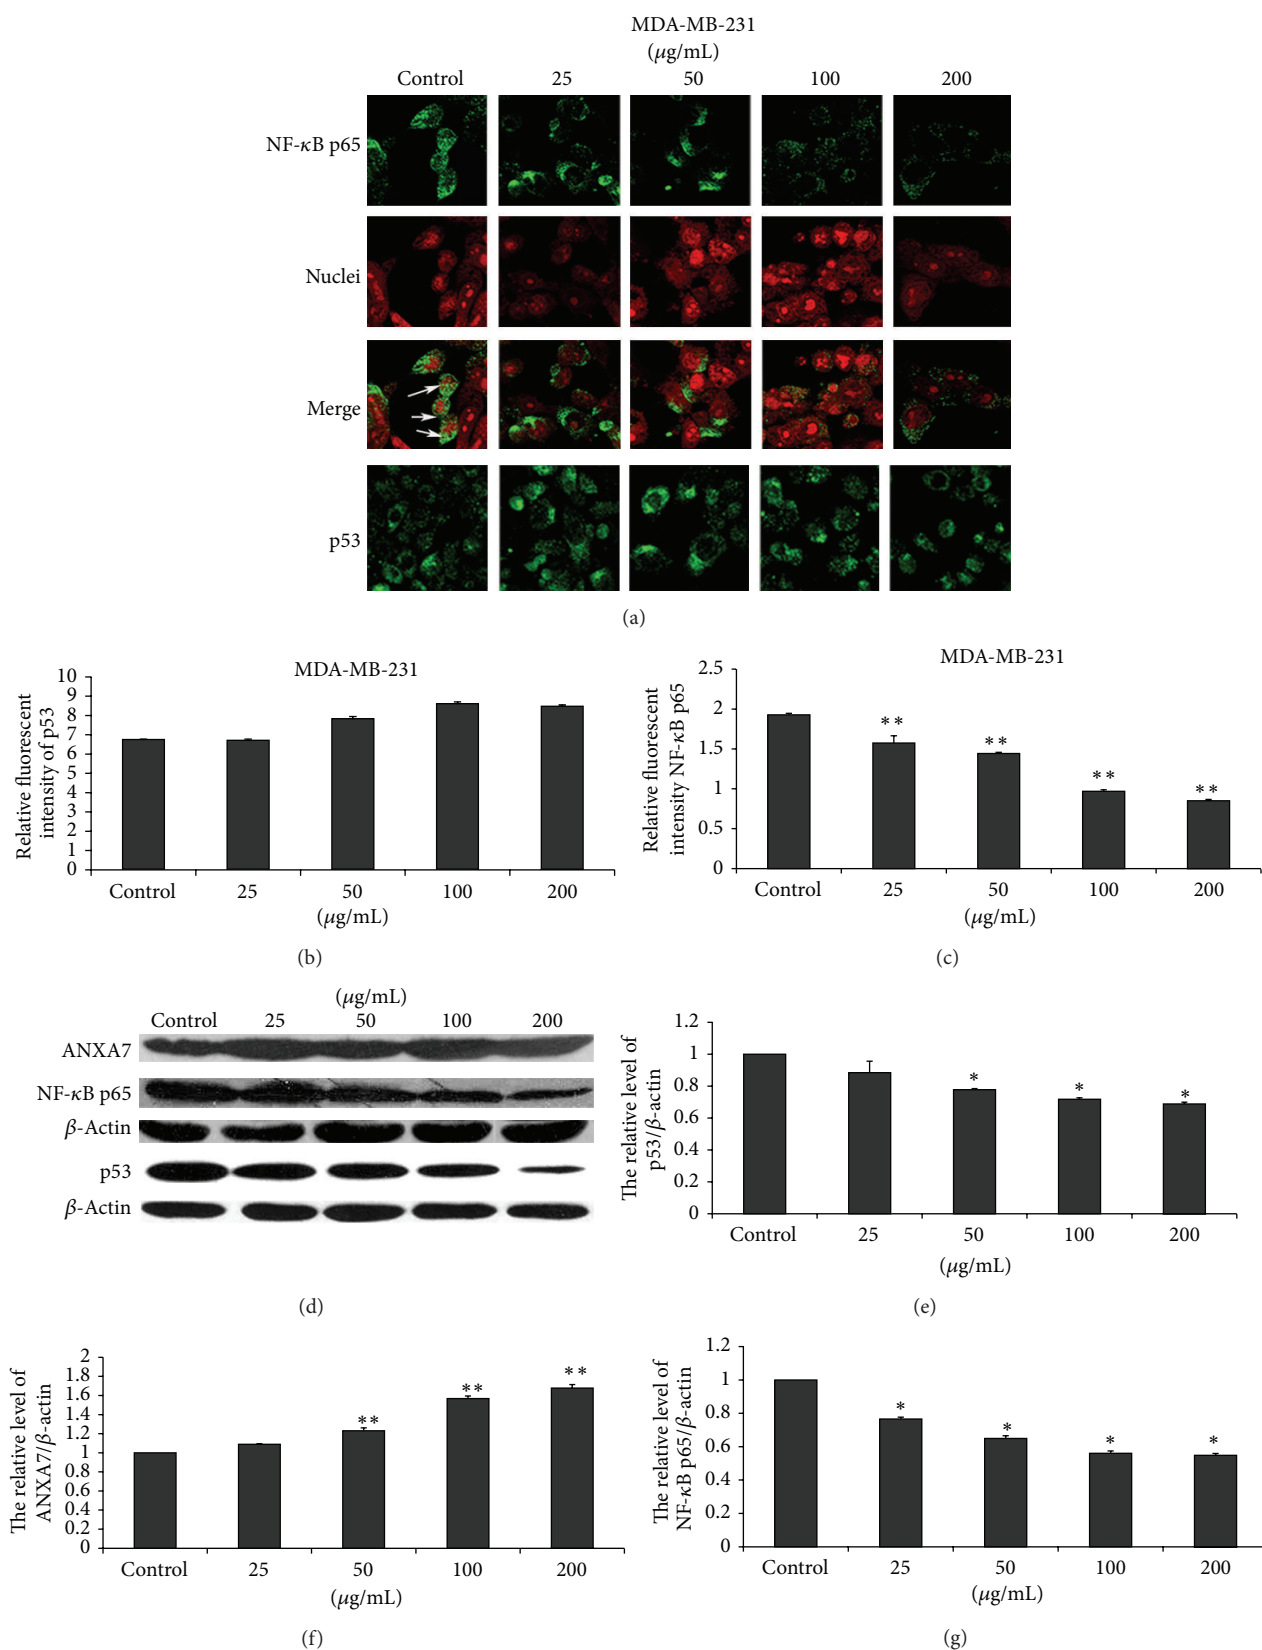 MDA-MB-231
(μg/mL)
Control 25 50 100 200
NF-κB p65
Nuclei
Merge
p53
(a)
MDA-MB-231
Relative fluorescent
intensity of p53
10
9
8
7
6
5
4
3
2
1
0
Control 25 50 100 200
(μg/mL)
(b)
MDA-MB-231
Relative fluorescent
intensity NF-κB p65
2.5
2
1.5
1
0.5
0
** ** ** **
Control 25 50 100 200
(μg/mL)
(c)
(μg/mL)
Control 25 50 100 200
ANXA7
NF-κB p65
β-Actin
p53
β-Actin
(d)
The relative level of
p53/β-actin
1.2
1
0.8
0.6
0.4
0.2
0
* * *
Control 25 50 100 200
(μg/mL)
(e)
The relative level of
ANXA7/β-actin
2
1.8
1.6
1.4
1.2
1
0.8
0.6
0.4
0.2
0
** ** **
Control 25 50 100 200
(μg/mL)
(f)
The relative level of
NF-κB p65/β-actin
1.2
1
0.8
0.6
0.4
0.2
0
* * * *
Control 25 50 100 200
(μg/mL)
(g)